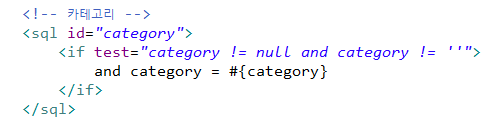 <!-- 카테고리 -->
<sql id="category">
    <if test="category != null and category != ''">
        and category = #{category}
    </if>
</sql>